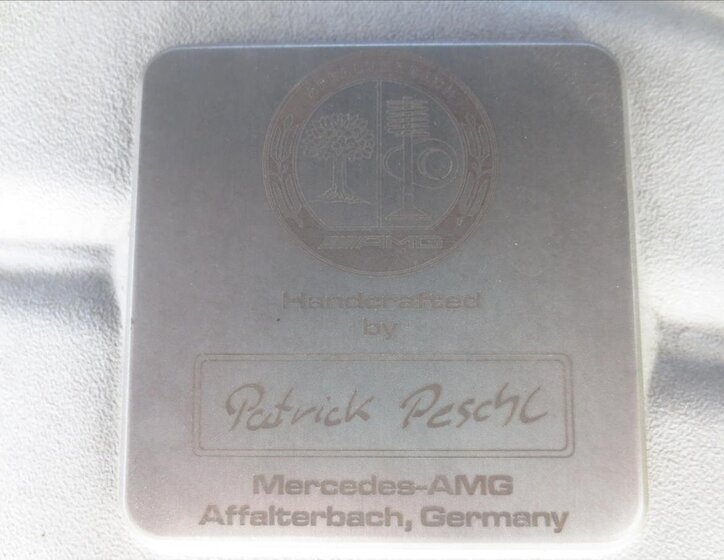 AMG
Handcrafted
by
Patrick Peschl
Mercedes-AMG
Affalterbach, Germany